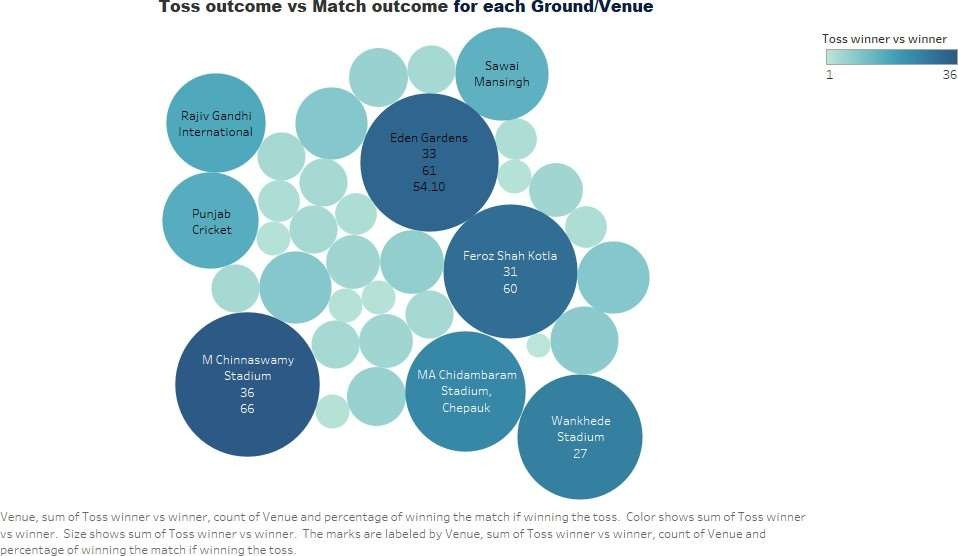 Toss outcome vs Match outcome for each Ground/Venue
Toss winner vs winner
1 36
Sawai
Mansingh
Rajiv Gandhi
International
Eden Gardens
33
61
54.10
Punjab
Cricket
Feroz Shah Kotla
31
60
M Chinnaswamy
Stadium
36
66
MA Chidambaram
Stadium,
Chepauk
Wankhede
Stadium
27
Venue, sum of Toss winner vs winner, count of Venue and percentage of winning the match if winning the toss. Color shows sum of Toss winner
vs winner. Size shows sum of Toss winner vs winner. The marks are labeled by Venue, sum of Toss winner vs winner, count of Venue and
percentage of winning the match if winning the toss.